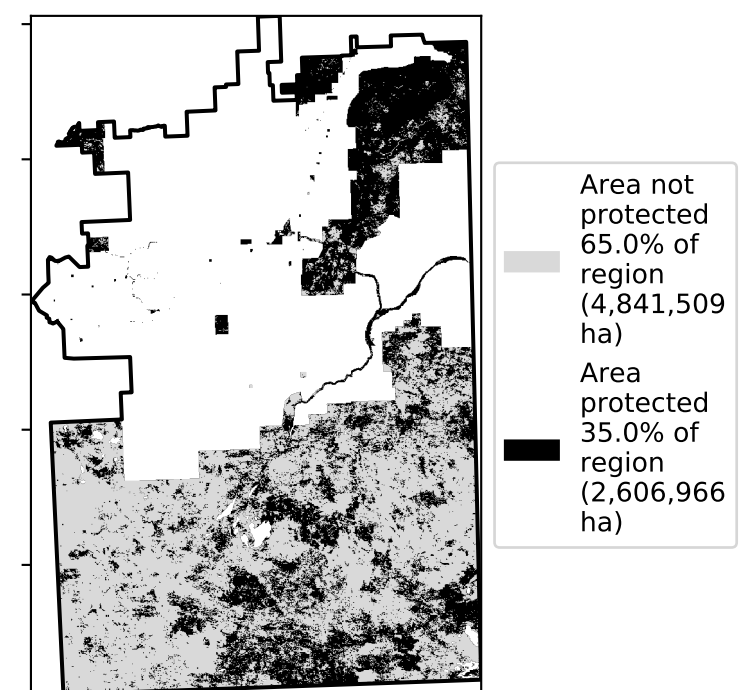 Area not
protected
65.0% of
region
(4,841,509
ha)
Area
protected
35.0% of
region
(2,606,966
ha)